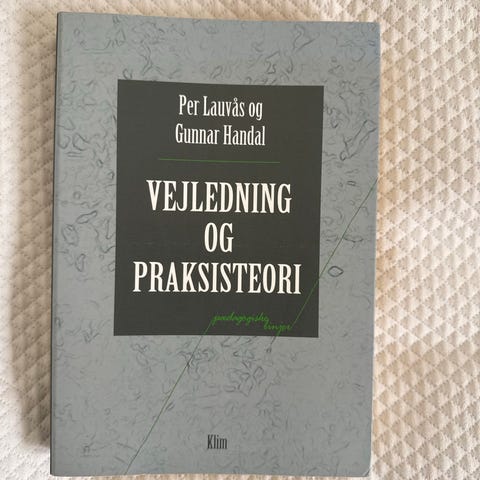 Per Lauvås og
Gunnar Handal
VEJLEDNING
OG
PRAKSISTEORI
pædagogiske
linjer
Klim